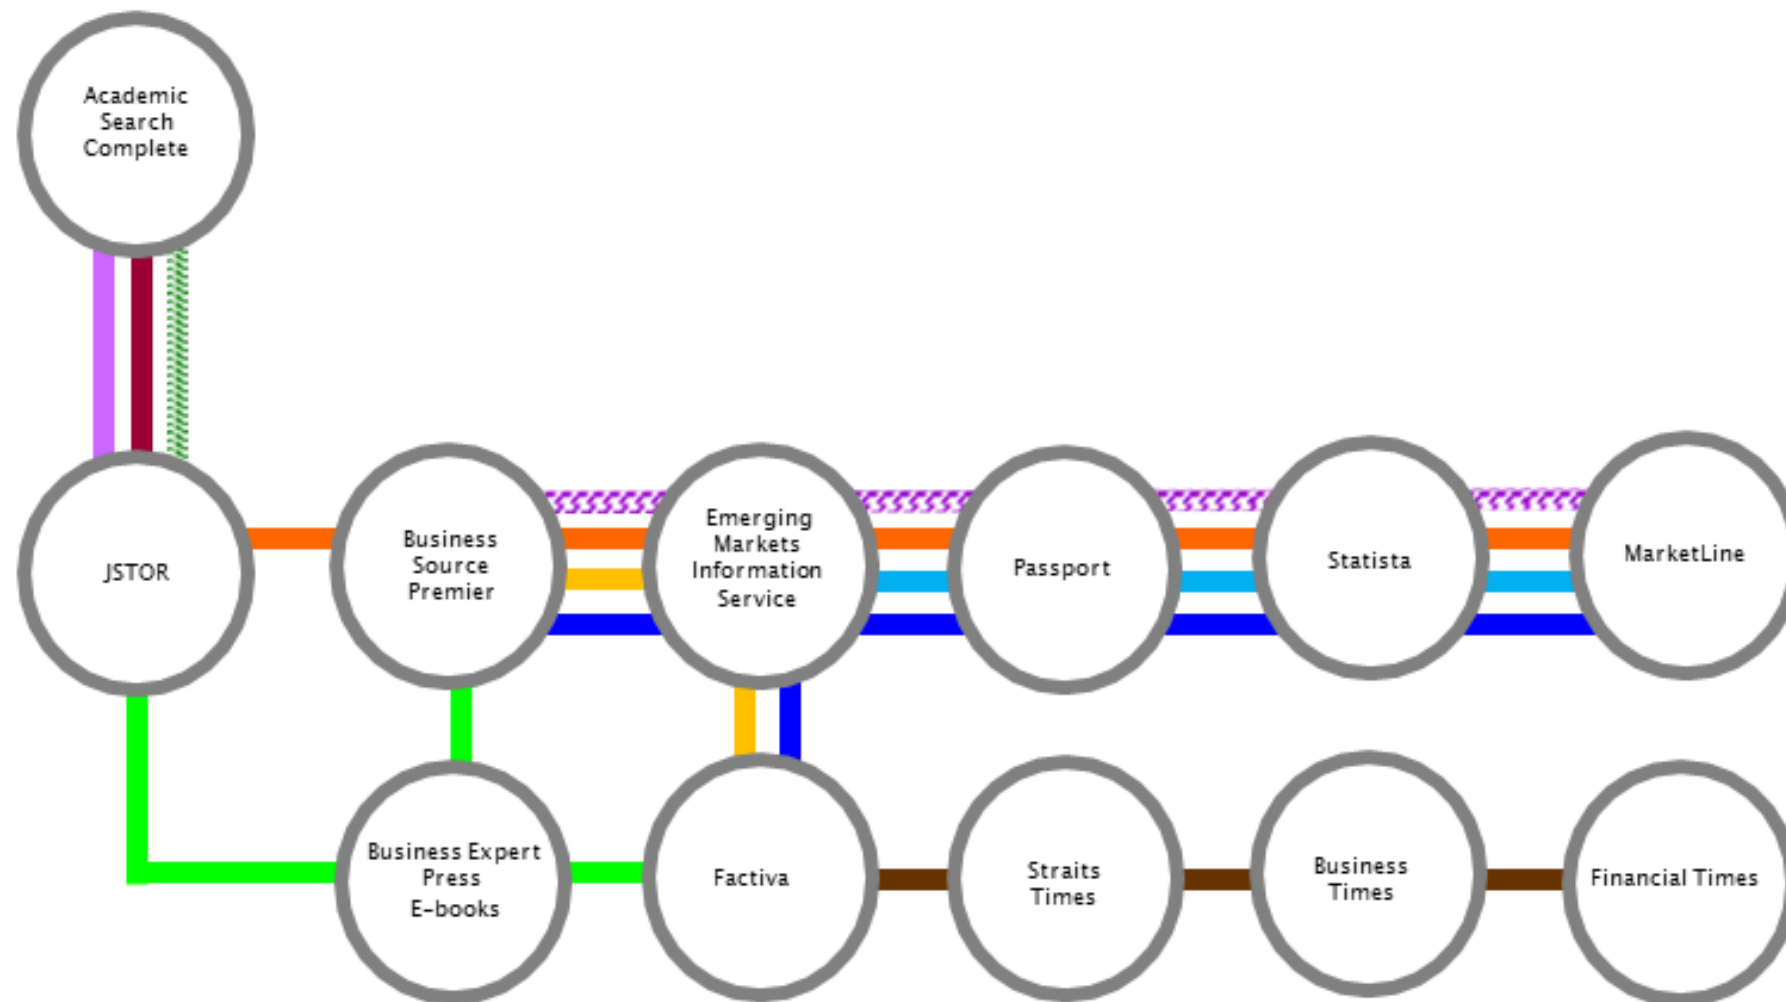 Academic
Search
Complete
JSTOR
Business
Source
Premier
Emerging
Markets
Information
Service
Passport
Statista
MarketLine
Business Expert
Press
E-books
Factiva
Straits
Times
Business
Times
Financial Times